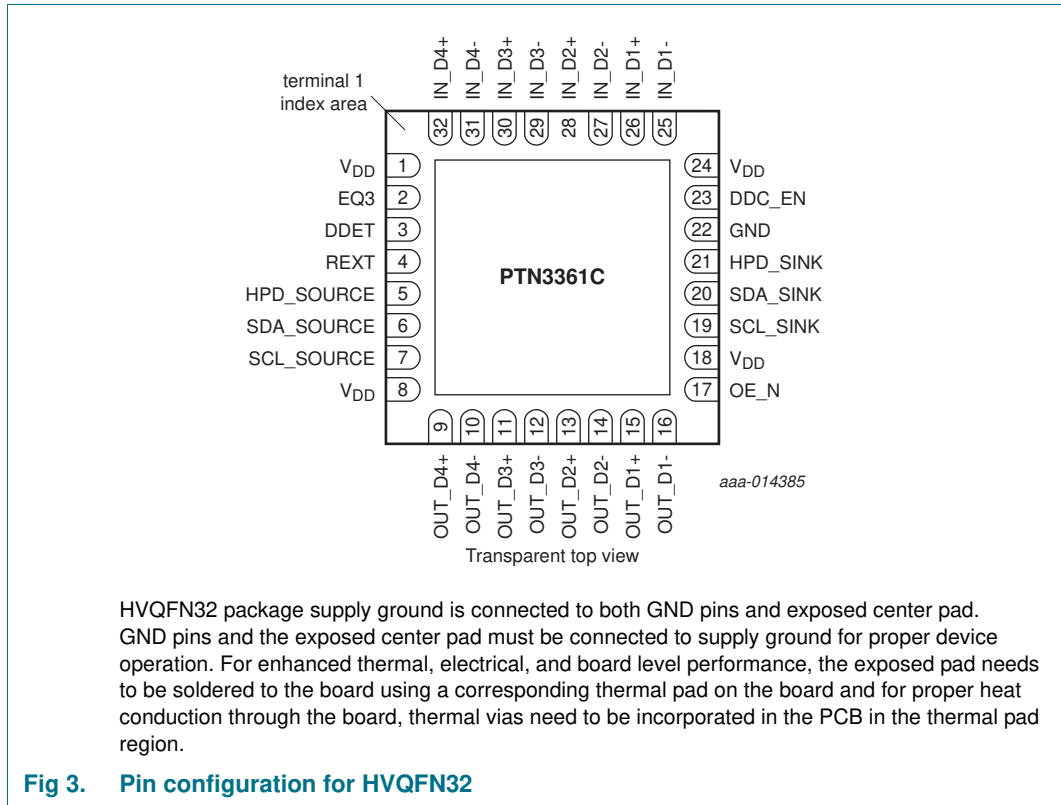 IN_D4+ IN_D4- IN_D3+ IN_D3- IN_D2+ IN_D2- IN_D1+ IN_D1-
terminal 1
index area
32 31 30 29 28 27 26 25
VDD 1 24 VDD
EQ3 2 23 DDC_EN
DDET 3 22 GND
REXT 4 21 HPD_SINK
PTN3361C
HPD_SOURCE 5 20 SDA_SINK
SDA_SOURCE 6 19 SCL_SINK
SCL_SOURCE 7 18 VDD
VDD 8 17 OE_N
9 10 11 12 13 14 15 16
OUT_D4+ OUT_D4- OUT_D3+ OUT_D3- OUT_D2+ OUT_D2- OUT_D1+ OUT_D1-
aaa-014385
Transparent top view
HVQFN32 package supply ground is connected to both GND pins and exposed center pad.
GND pins and the exposed center pad must be connected to supply ground for proper device
operation. For enhanced thermal, electrical, and board level performance, the exposed pad needs
to be soldered to the board using a corresponding thermal pad on the board and for proper heat
conduction through the board, thermal vias need to be incorporated in the PCB in the thermal pad
region.
Fig 3. Pin configuration for HVQFN32